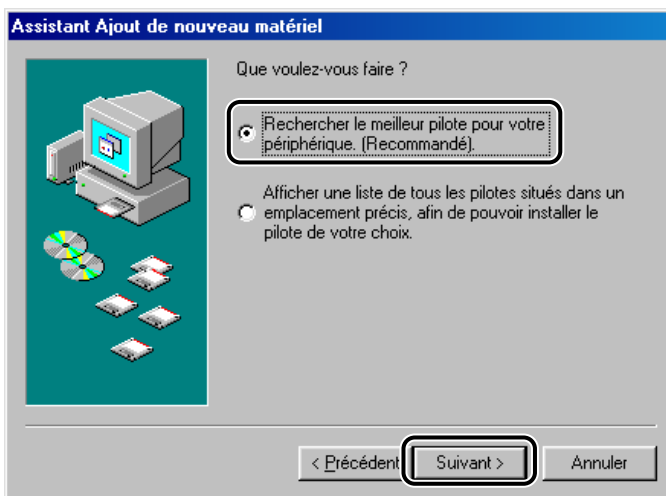 Assistant Ajout de nouveau matériel
Que voulez-vous faire ?
Rechercher le meilleur pilote pour votre
périphérique. (Recommandé).
Afficher une liste de tous les pilotes situés dans un
emplacement précis, afin de pouvoir installer le
pilote de votre choix.
< Précédent Suivant > Annuler